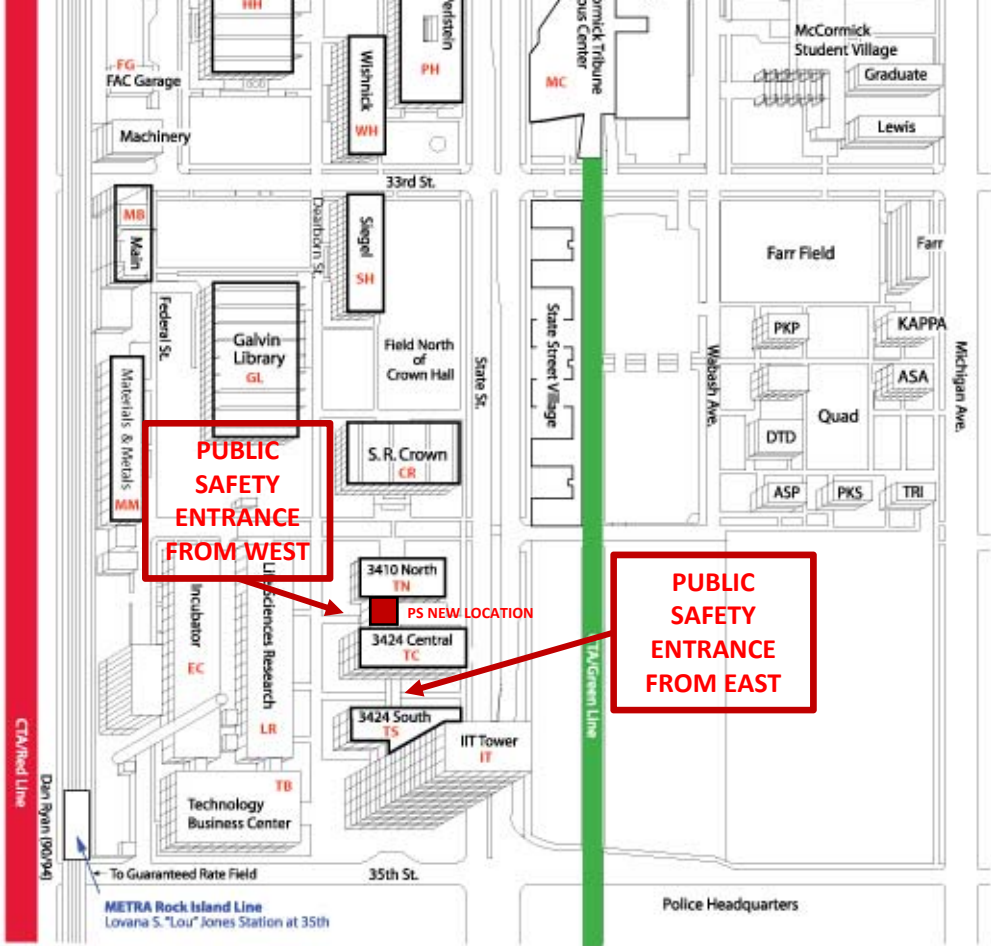 HH
Perlstein
PH
FG
FAC Garage
Wishnick
WH
MC
McCormick
Student Village
Graduate
Lewis
Machinery
33rd St.
MB
Main
Dearborn St.
Siegel
SH
Farr Field
Farr
Federal St.
Galvin
Library
GL
Field North
of
Crown Hall
State St.
State Street Village
Wabash Ave.
PKP
KAPPA
ASA
Michigan Ave.
Quad
DTD
ASP
PKS
TRI
Materials & Metals
MM
S. R. Crown
CR
PUBLIC
SAFETY
ENTRANCE
FROM WEST
3410 North
TN
PS NEW LOCATION
3424 Central
TC
PUBLIC
SAFETY
ENTRANCE
FROM EAST
Incubator
EC
Life Sciences Research
LR
3424 South
TS
IIT Tower
IT
CTA/Green Line
CTA/Red Line
Dan Ryan (90/94)
TB
Technology
Business Center
To Guaranteed Rate Field
35th St.
METRA Rock Island Line
Lovana S. "Lou" Jones Station at 35th
Police Headquarters